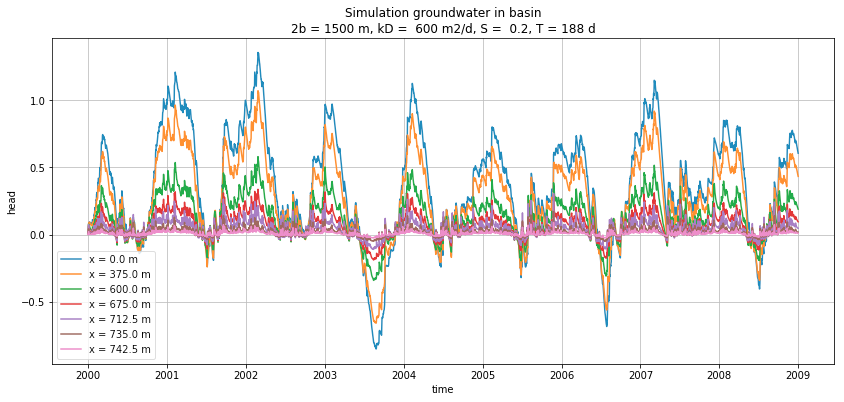 Simulation groundwater in basin
2b = 1500 m, kD =  600 m2/d, S =  0.2, T = 188 d
head
1.0
0.5
0.0
−0.5
x = 0.0 m
x = 375.0 m
x = 600.0 m
x = 675.0 m
x = 712.5 m
x = 735.0 m
x = 742.5 m
2000 2001 2002 2003 2004 2005 2006 2007 2008 2009
time